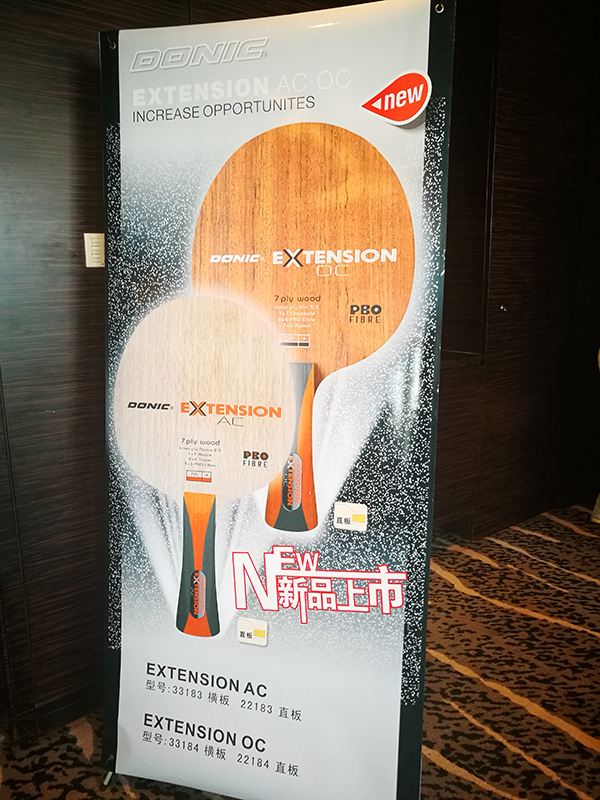 DONIC
EXTENSION AC·OC
INCREASE OPPORTUNITES
new
DONIC EXTENSION
OC
7 ply wood
PBO
FIBRE
DONIC EXTENSION
AC
7 ply wood
PBO
FIBRE
EXTENSION
EXTENSION
直板
NEW
新品上市
直板
EXTENSION AC
型号:33183 横板 22183 直板
EXTENSION OC
型号:33184 横板 22184 直板